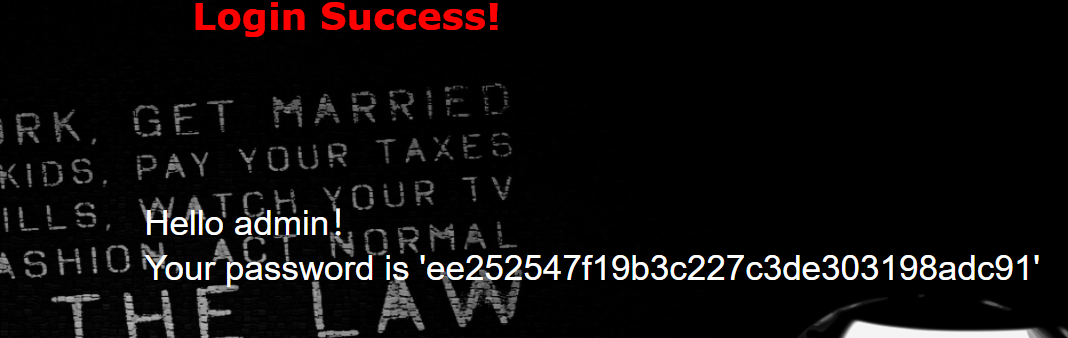 Login Success!
RK, GET MARRIED
KIDS, PAY YOUR TAXES
ILLS, WATCH YOUR TV
ASHION, ACT NORMAL
THE LAW
Hello admin！
Your password is 'ee252547f19b3c227c3de303198adc91'